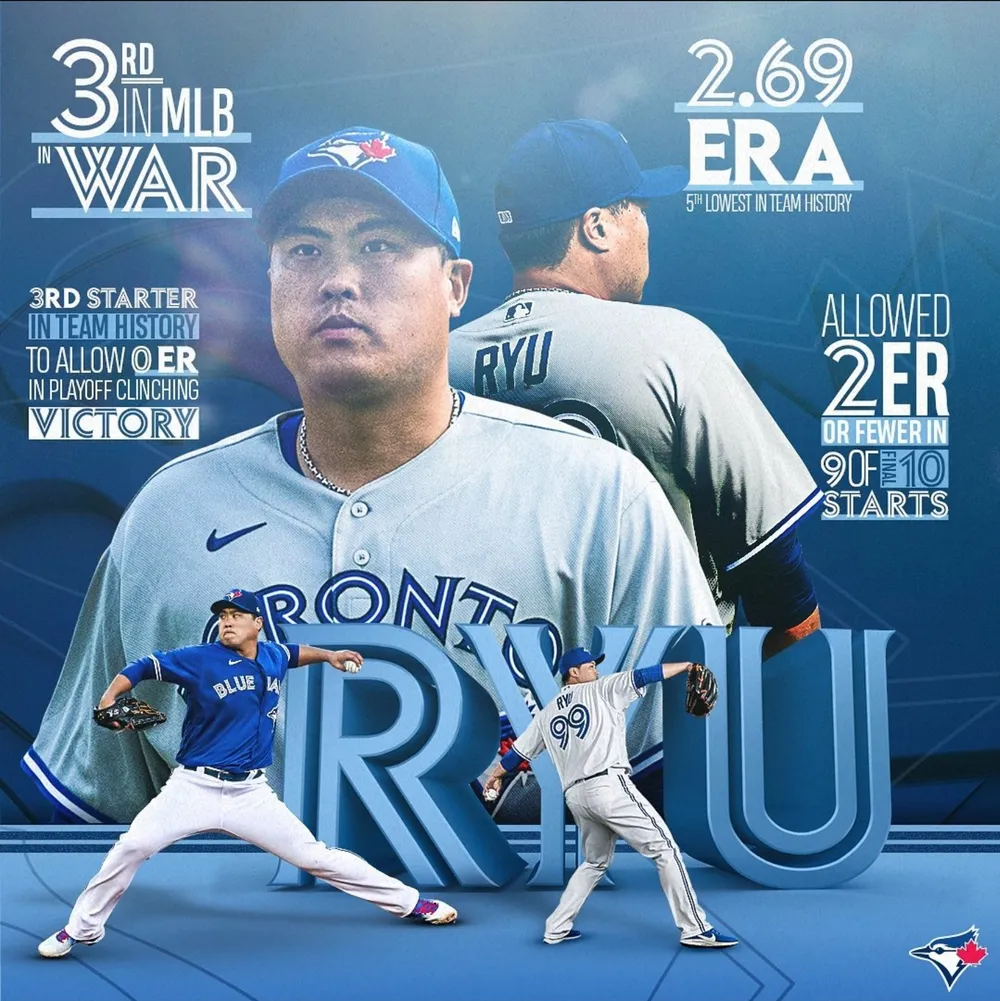 3RD
IN MLB
IN WAR
2.69
ERA
5TH LOWEST IN TEAM HISTORY
3RD STARTER
IN TEAM HISTORY
TO ALLOW 0 ER
IN PLAYOFF CLINCHING
VICTORY
ALLOWED
2ER
OR FEWER IN
9 OF FINAL 10
STARTS
RYU
RONTO
BLUE JA
RYU
99
RYU